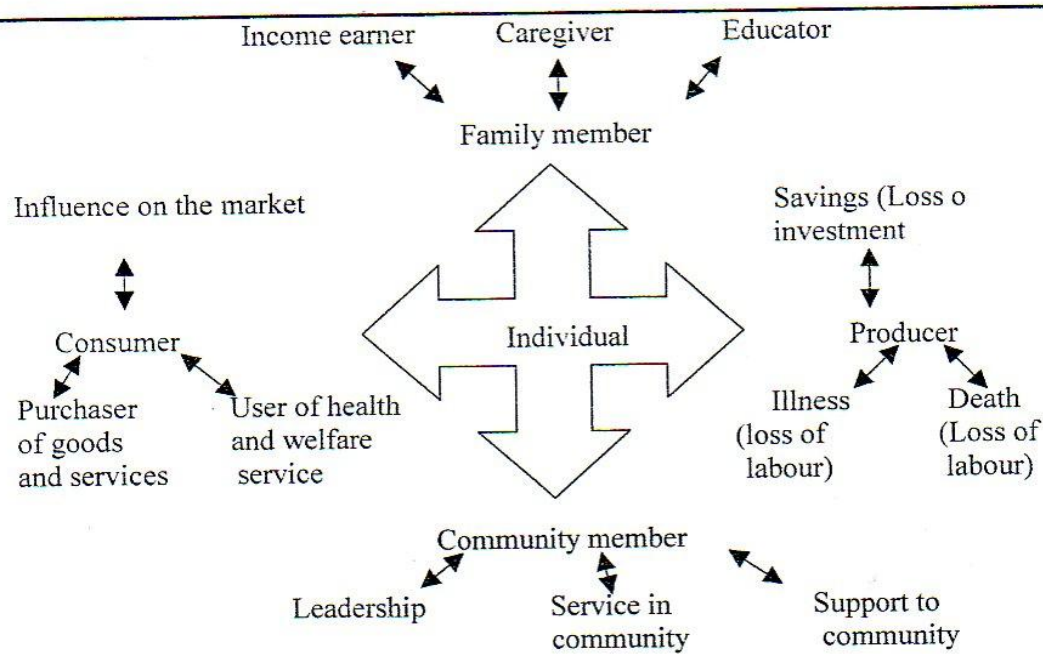 Income earner
Caregiver
Educator
Family member
Influence on the market
Savings (Loss o
investment
Individual
Consumer
Producer
Purchaser
of goods
and services
User of health
and welfare
service
Illness
(loss of
labour)
Death
(Loss of
labour)
Community member
Leadership
Service in
community
Support to
community